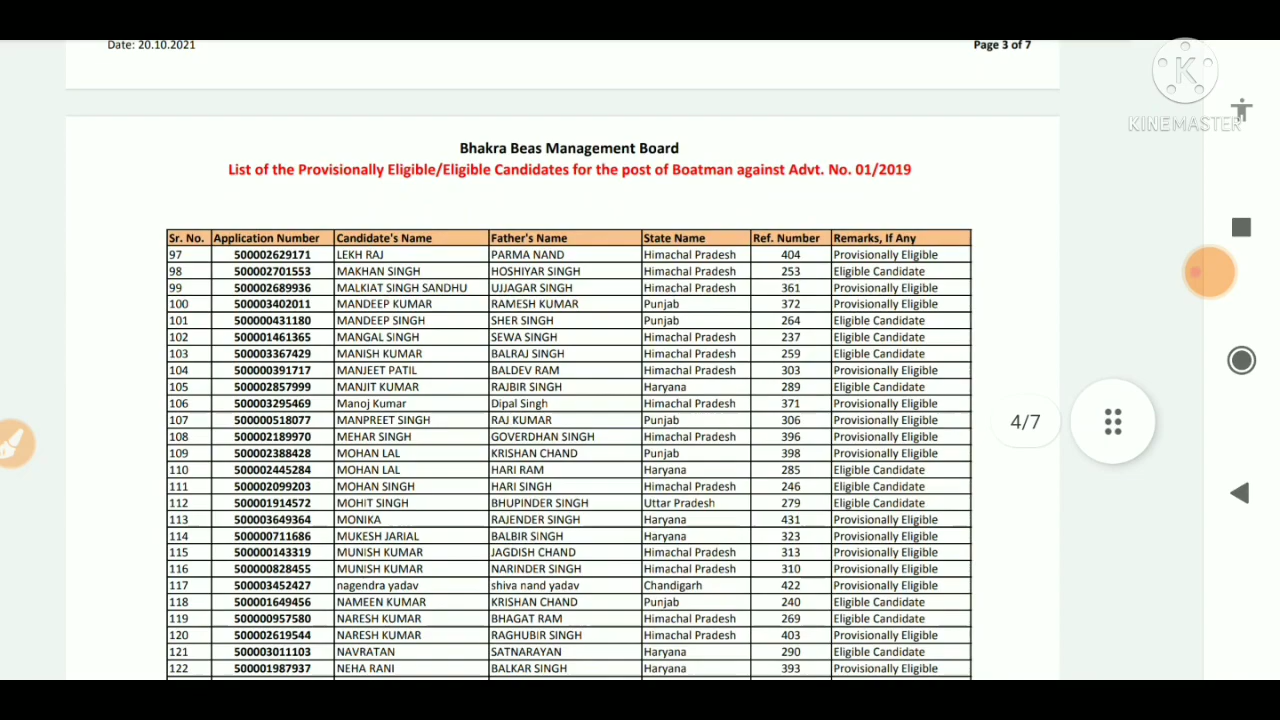 Date: 20.10.2021 Page 3 of 7
K
KINEMASTER
Bhakra Beas Management Board
List of the Provisionally Eligible/Eligible Candidates for the post of Boatman against Advt. No. 01/2019
Sr. No. Application Number Candidate's Name Father's Name State Name Ref. Number Remarks, If Any
97 500002629171 LEKH RAJ PARMA NAND Himachal Pradesh 404 Provisionally Eligible
98 500002701553 MAKHAN SINGH HOSHIYAR SINGH Himachal Pradesh 253 Eligible Candidate
99 500002689936 MALKIAT SINGH SANDHU UJJAGAR SINGH Himachal Pradesh 361 Provisionally Eligible
100 500003402011 MANDEEP KUMAR RAMESH KUMAR Punjab 372 Provisionally Eligible
101 500000431180 MANDEEP SINGH SHER SINGH Punjab 264 Eligible Candidate
102 500001461365 MANGAL SINGH SEWA SINGH Himachal Pradesh 237 Eligible Candidate
103 500003367429 MANISH KUMAR BALRAJ SINGH Himachal Pradesh 259 Eligible Candidate
104 500000391717 MANJEET PATIL BALDEV RAM Himachal Pradesh 303 Provisionally Eligible
105 500002857999 MANJIT KUMAR RAJBIR SINGH Haryana 289 Eligible Candidate
106 500003295469 Manoj Kumar Dipal Singh Himachal Pradesh 371 Provisionally Eligible
107 500000518077 MANPREET SINGH RAJ KUMAR Punjab 306 Provisionally Eligible
108 500002189970 MEHAR SINGH GOVERDHAN SINGH Himachal Pradesh 396 Provisionally Eligible
109 500002388428 MOHAN LAL KRISHAN CHAND Punjab 398 Provisionally Eligible
110 500002445284 MOHAN LAL HARI RAM Haryana 285 Eligible Candidate
111 500002099203 MOHAN SINGH HARI SINGH Himachal Pradesh 246 Eligible Candidate
112 500001914572 MOHIT SINGH BHUPINDER SINGH Uttar Pradesh 279 Eligible Candidate
113 500003649364 MONIKA RAJENDER SINGH Haryana 431 Provisionally Eligible
114 500000711686 MUKESH JARIAL BALBIR SINGH Haryana 323 Provisionally Eligible
115 500000143319 MUNISH KUMAR JAGDISH CHAND Himachal Pradesh 313 Provisionally Eligible
116 500000828455 MUNISH KUMAR NARINDER SINGH Himachal Pradesh 310 Provisionally Eligible
117 500003452427 nagendra yadav shiva nand yadav Chandigarh 422 Provisionally Eligible
118 500001649456 NAMEEN KUMAR KRISHAN CHAND Punjab 240 Eligible Candidate
119 500000957580 NARESH KUMAR BHAGAT RAM Himachal Pradesh 269 Eligible Candidate
120 500002619544 NARESH KUMAR RAGHUBIR SINGH Himachal Pradesh 403 Provisionally Eligible
121 500003011103 NAVRATAN SATNARAYAN Haryana 290 Eligible Candidate
122 500001987937 NEHA RANI BALKAR SINGH Haryana 393 Provisionally Eligible
4/7